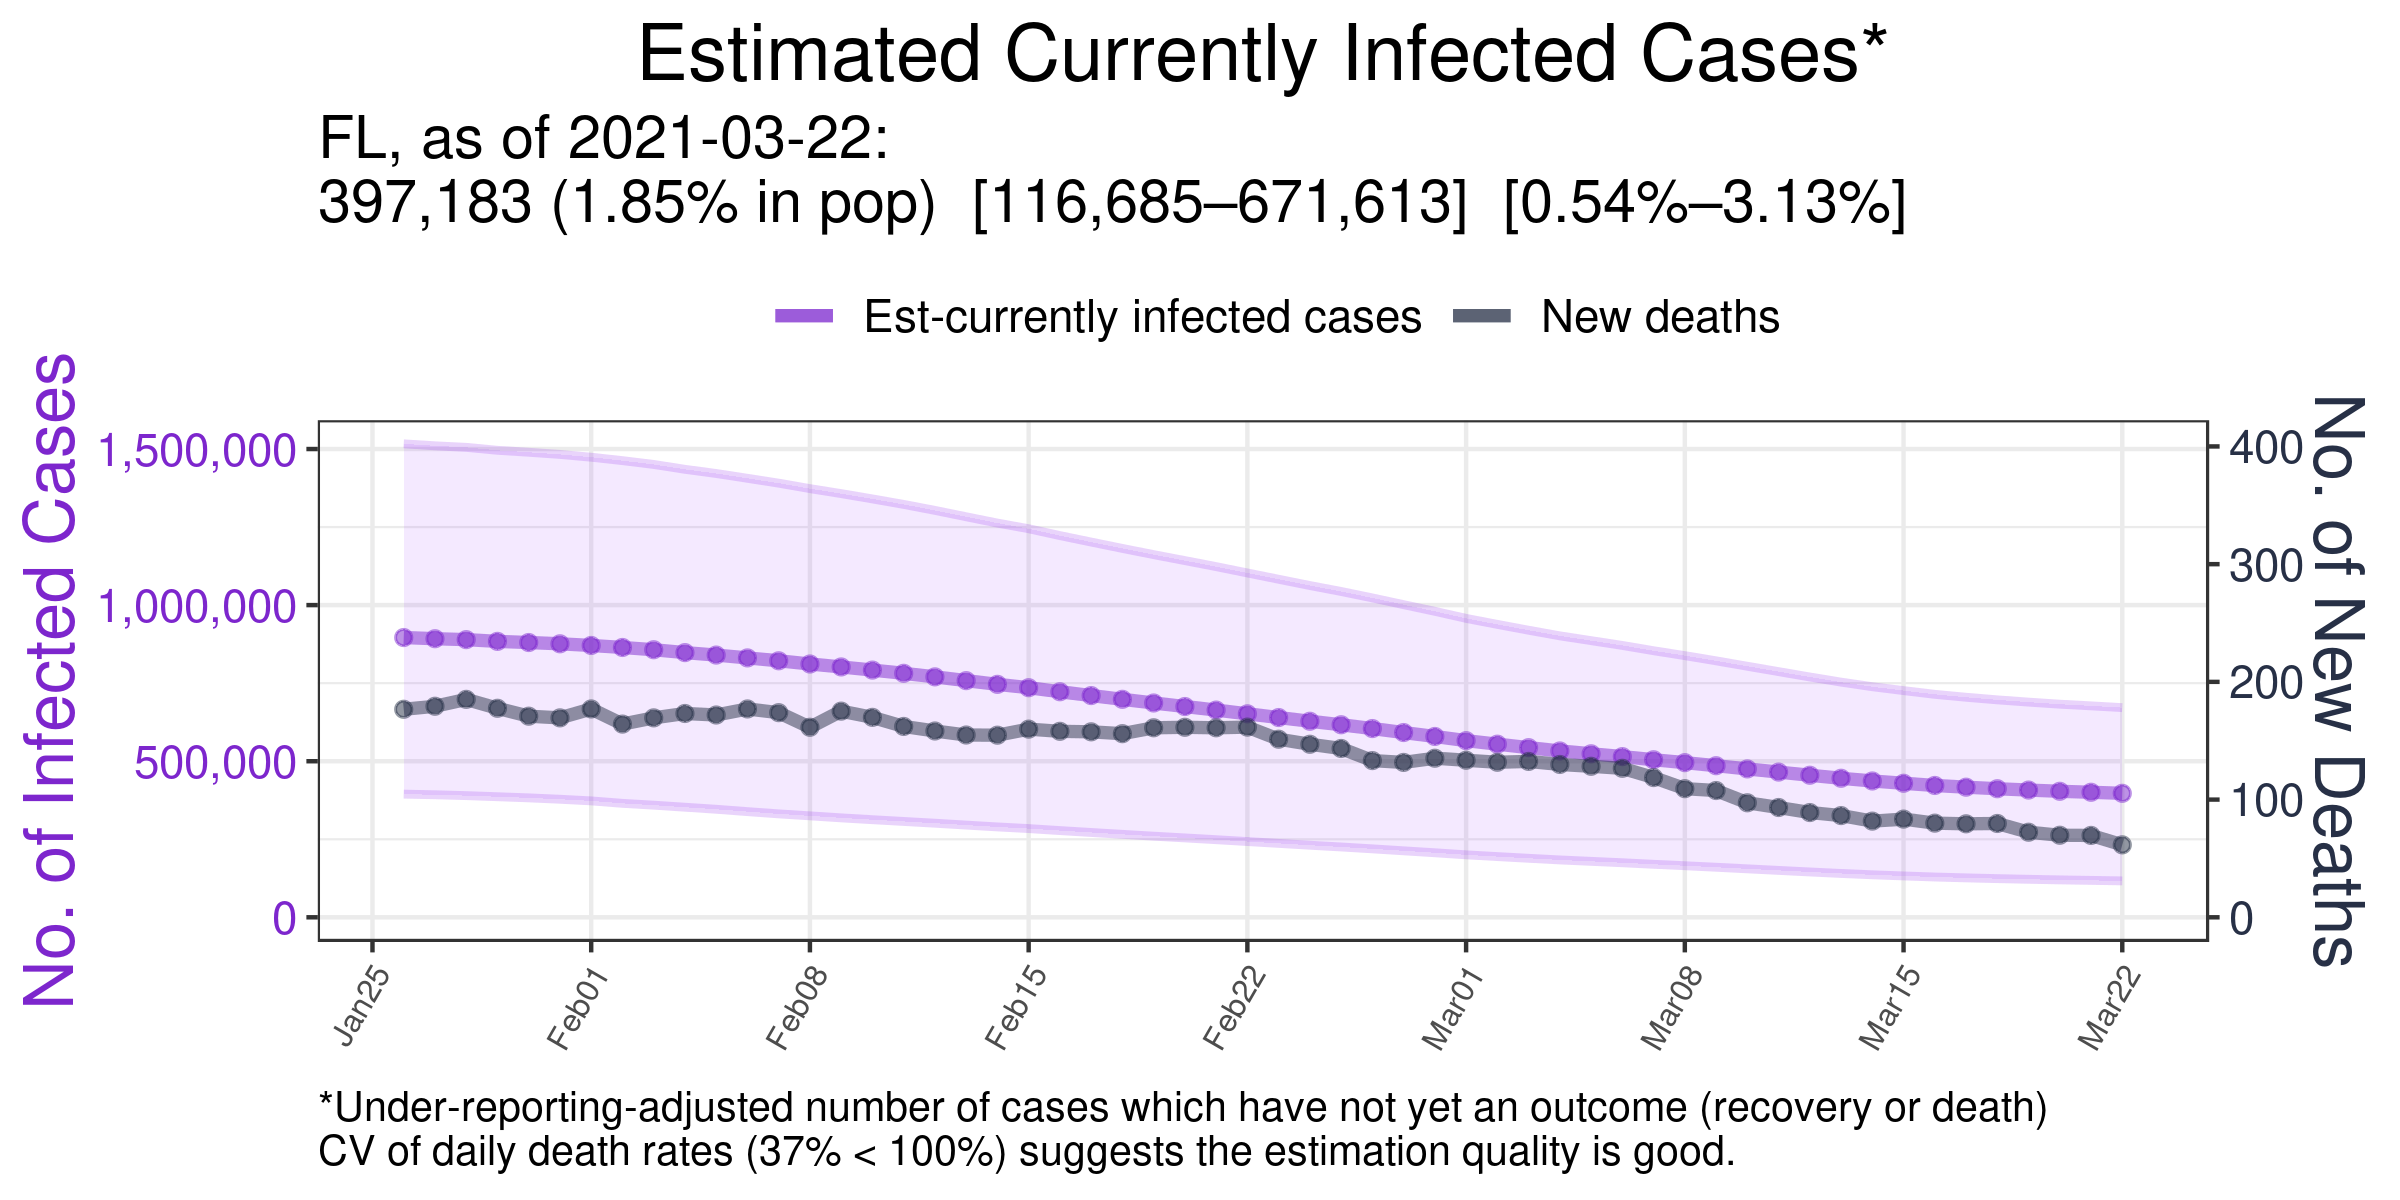 Estimated Currently Infected Cases*
FL, as of 2021-03-22:
397,183 (1.85% in pop) [116,685–671,613] [0.54%–3.13%]
Est-currently infected cases
New deaths
No. of Infected Cases
1,500,000
1,000,000
500,000
0
No. of New Deaths
400
300
200
100
0
Jan25
Feb01
Feb08
Feb15
Feb22
Mar01
Mar08
Mar15
Mar22
*Under-reporting-adjusted number of cases which have not yet an outcome (recovery or death)
CV of daily death rates (37% < 100%) suggests the estimation quality is good.